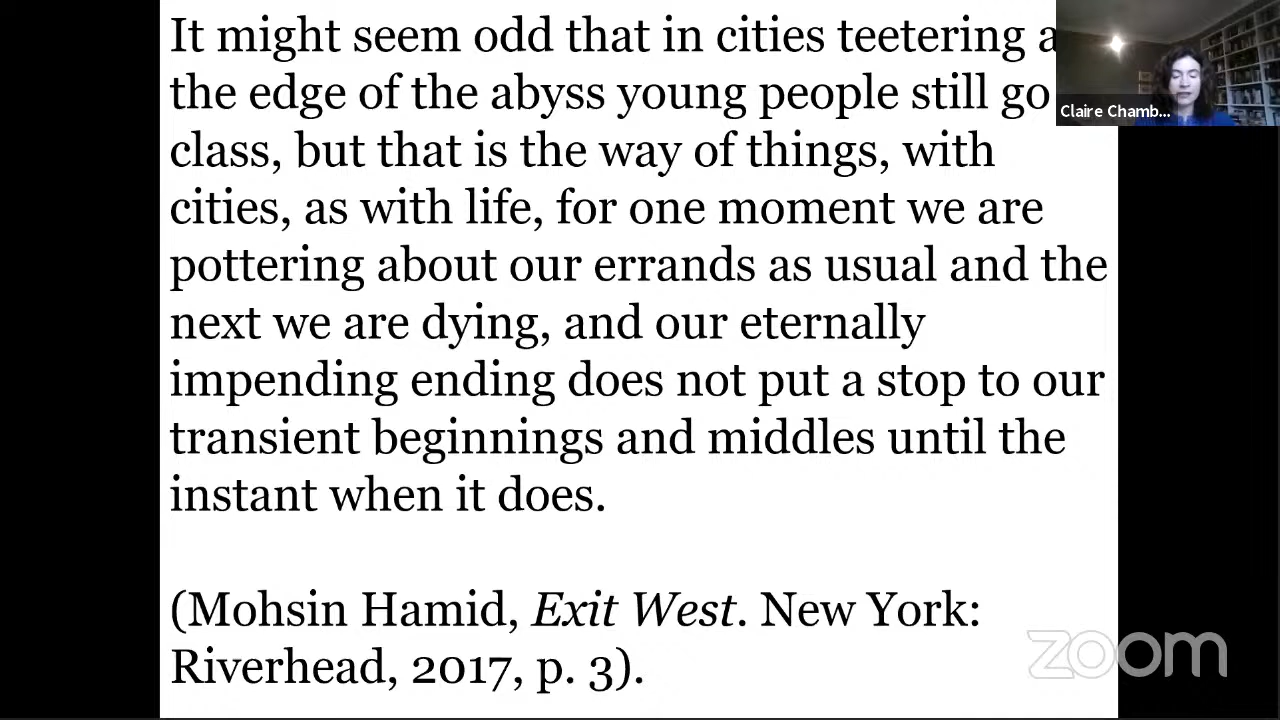 It might seem odd that in cities teetering a
the edge of the abyss young people still go
class, but that is the way of things, with
cities, as with life, for one moment we are
pottering about our errands as usual and the
next we are dying, and our eternally
impending ending does not put a stop to our
transient beginnings and middles until the
instant when it does.
(Mohsin Hamid, Exit West. New York:
Riverhead, 2017, p. 3).
Claire Chamb...
zoom